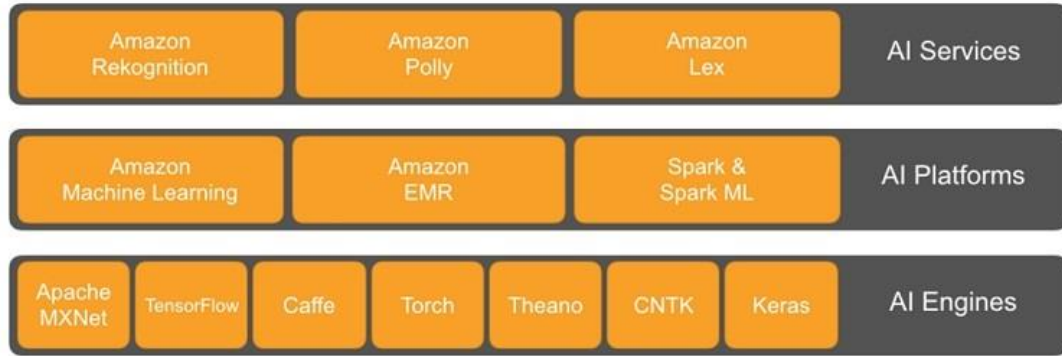 Amazon
Rekognition
Amazon
Polly
Amazon
Lex
AI Services
Amazon
Machine Learning
Amazon
EMR
Spark &
Spark ML
AI Platforms
Apache
MXNet
TensorFlow
Caffe
Torch
Theano
CNTK
Keras
AI Engines